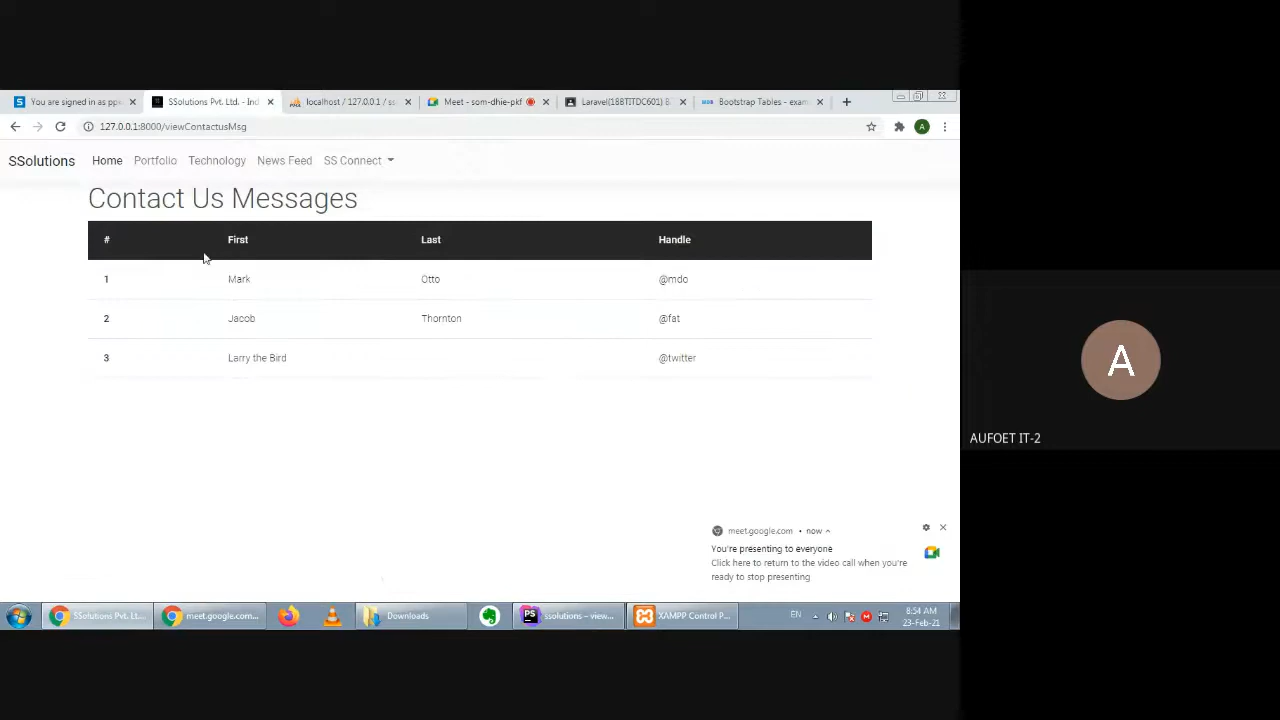 You are signed in as ppe
SSolutions Pvt. Ltd. - Ind
localhost / 127.0.0.1 / ss
Meet - som-dhie-pkf
Laravel(188TITDC601) 8
Bootstrap Tables - exam
127.0.0.1:8000/viewContactusMsg
A
SSolutions Home Portfolio Technology News Feed SS Connect
Contact Us Messages
# First Last Handle
1 Mark Otto @mdo
2 Jacob Thornton @fat
3 Larry the Bird @twitter
A
AUFOET IT-2
meet.google.com • now
You're presenting to everyone
Click here to return to the video call when you're
ready to stop presenting
SSolutions Pvt. Lt...
meet.google.com...
Downloads
PS
ssolutions – view...
XAMPP Control P...
EN
8:54 AM
23-Feb-21